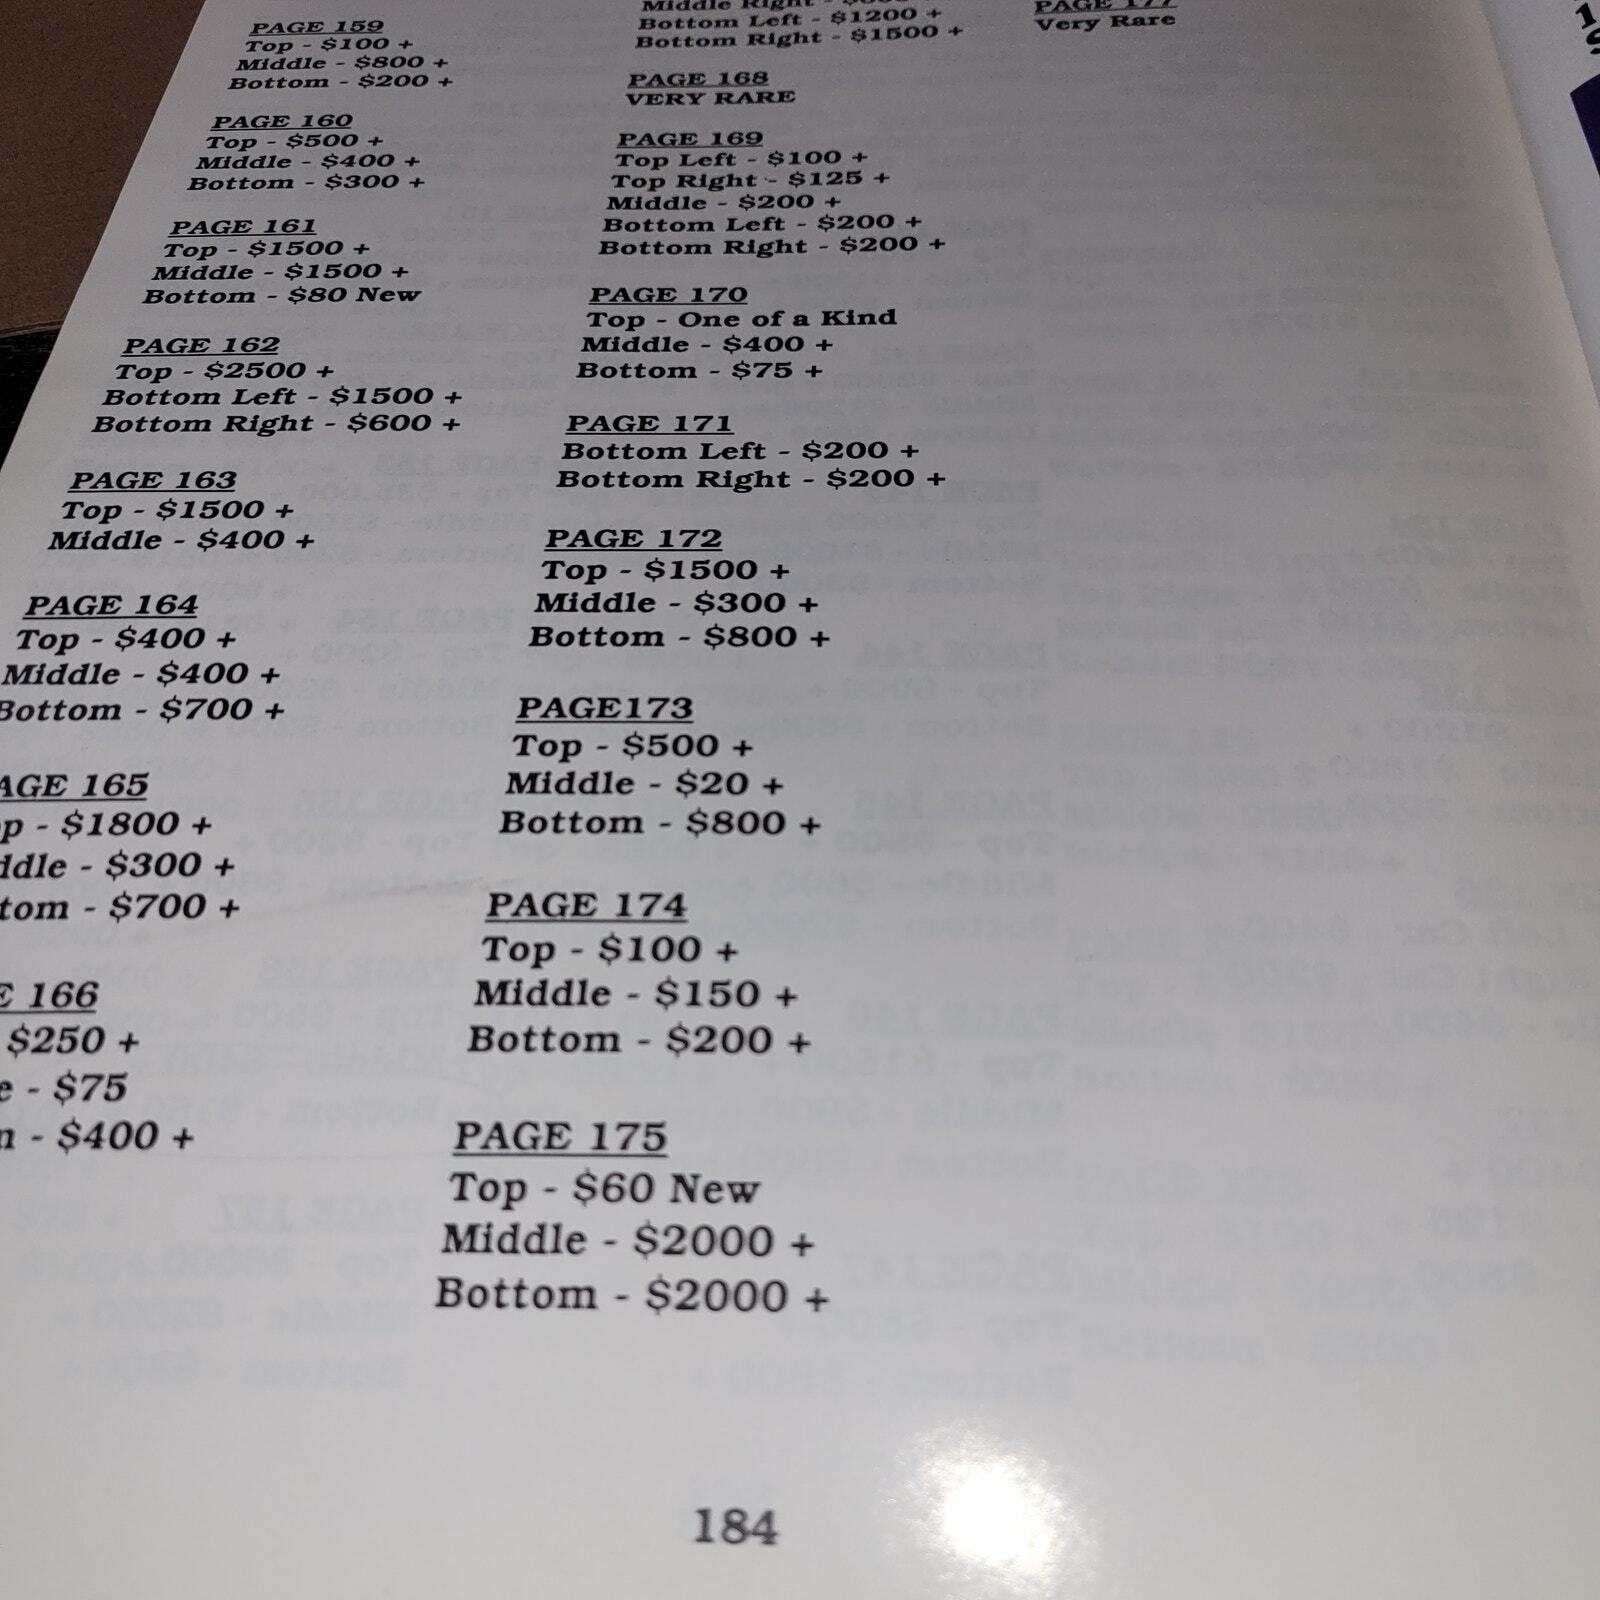 PAGE 159
Top - $100 +
Middle - $800 +
Bottom - $200 +
PAGE 160
Top - $500 +
Middle - $400 +
Bottom - $300 +
PAGE 161
Top - $1500 +
Middle - $1500 +
Bottom - $80 New
PAGE 162
Top - $2500 +
Bottom Left - $1500 +
Bottom Right - $600 +
PAGE 163
Top - $1500 +
Middle - $400 +
PAGE 164
Top - $400 +
Middle - $400 +
Bottom - $700 +
AGE 165
op - $1800 +
ddle - $300 +
tom - $700 +
E 166
$250 +
e - $75
n - $400 +
Middle Right -
Bottom Left - $1200 +
Bottom Right - $1500 +
PAGE 168
VERY RARE
PAGE 169
Top Left - $100 +
Top Right - $125 +
Middle - $200 +
Bottom Left - $200 +
Bottom Right - $200 +
PAGE 170
Top - One of a Kind
Middle - $400 +
Bottom - $75 +
PAGE 171
Bottom Left - $200 +
Bottom Right - $200 +
PAGE 172
Top - $1500 +
Middle - $300 +
Bottom - $800 +
PAGE173
Top - $500 +
Middle - $20 +
Bottom - $800 +
PAGE 174
Top - $100 +
Middle - $150 +
Bottom - $200 +
PAGE 175
Top - $60 New
Middle - $2000 +
Bottom - $2000 +
PAGE 177
Very Rare
184